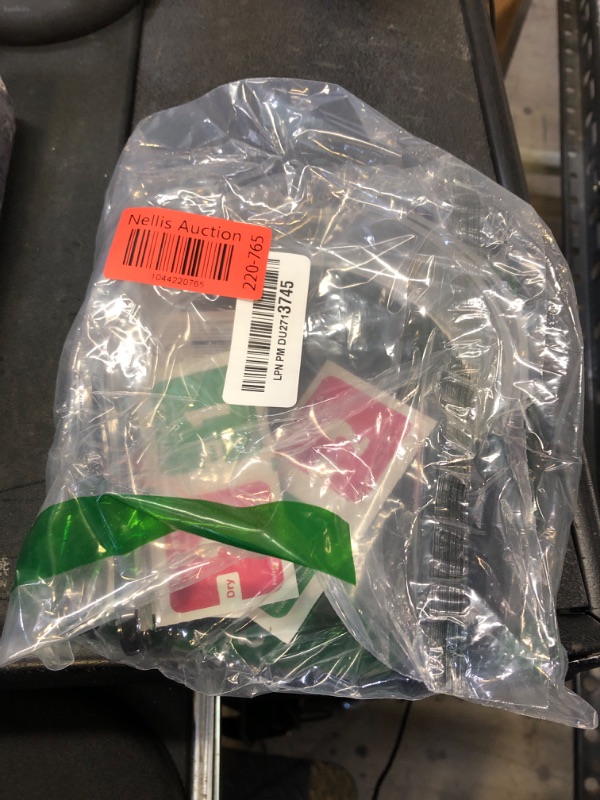 Nellis Auction
1044220765
220-765
LPN PM DU2713745
Dry